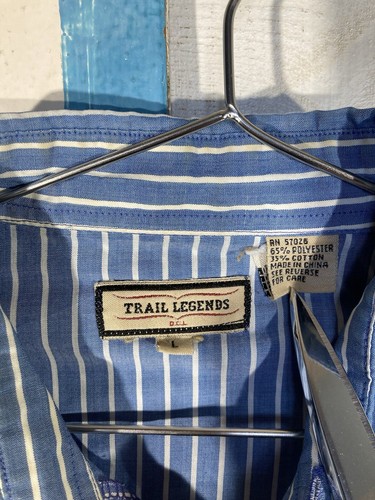 RN 57026
65% POLYESTER
35% COTTON
MADE IN CHINA
SEE REVERSE
FOR CARE
TRAIL LEGENDS
D.C.L.
L